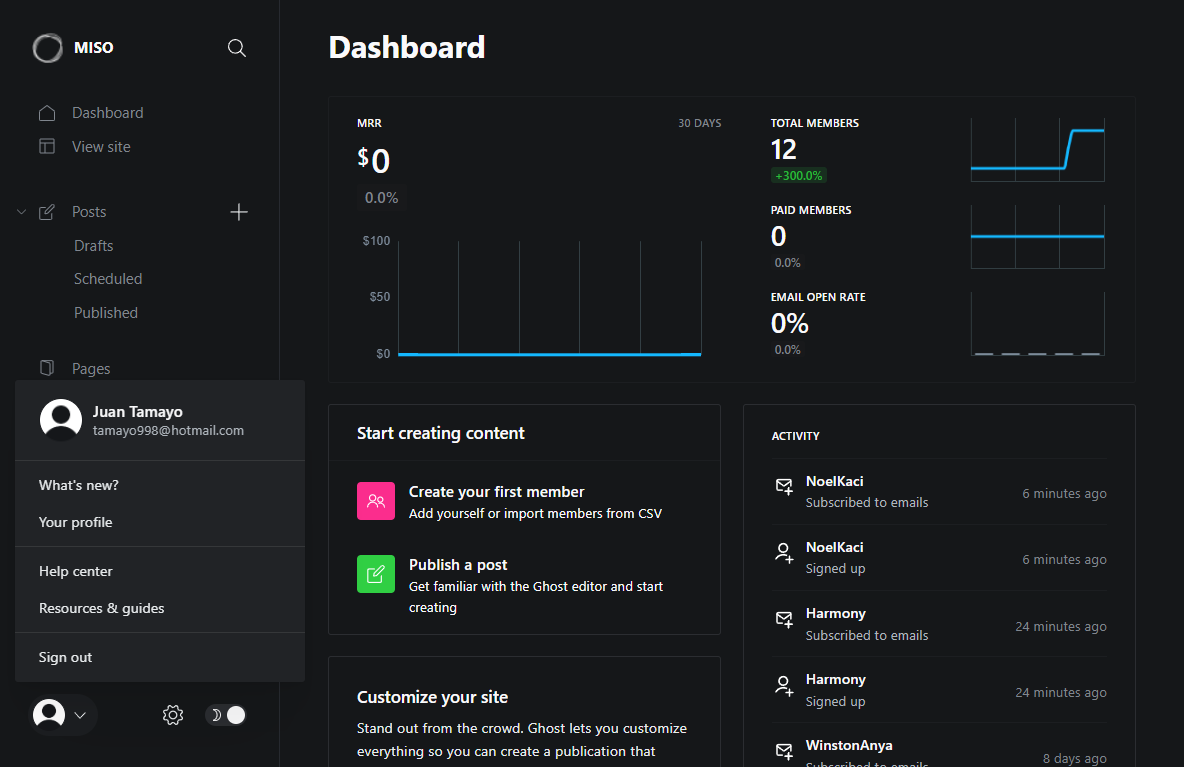 MISO
Dashboard
View site
Posts
Drafts
Scheduled
Published
Pages
Juan Tamayo
tamayo998@hotmail.com
What's new?
Your profile
Help center
Resources & guides
Sign out
Dashboard
MRR
30 DAYS
$0
0.0%
$100
$50
$0
TOTAL MEMBERS
12
+300.0%
PAID MEMBERS
0
0.0%
EMAIL OPEN RATE
0%
0.0%
Start creating content
Create your first member
Add yourself or import members from CSV
Publish a post
Get familiar with the Ghost editor and start
creating
Customize your site
Stand out from the crowd. Ghost lets you customize
everything so you can create a publication that
ACTIVITY
NoelKaci
Subscribed to emails
6 minutes ago
NoelKaci
Signed up
6 minutes ago
Harmony
Subscribed to emails
24 minutes ago
Harmony
Signed up
24 minutes ago
WinstonAnya
Subscribed to emails
8 days ago